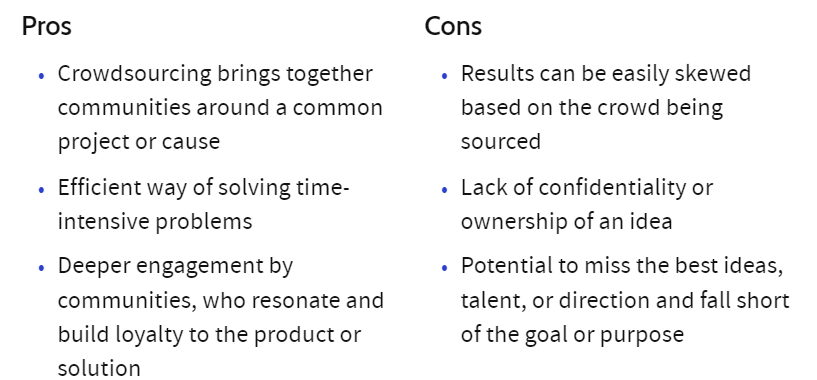 Pros
• Crowdsourcing brings together
communities around a common
project or cause
• Efficient way of solving time-
intensive problems
• Deeper engagement by
communities, who resonate and
build loyalty to the product or
solution
Cons
• Results can be easily skewed
based on the crowd being
sourced
• Lack of confidentiality or
ownership of an idea
• Potential to miss the best ideas,
talent, or direction and fall short
of the goal or purpose